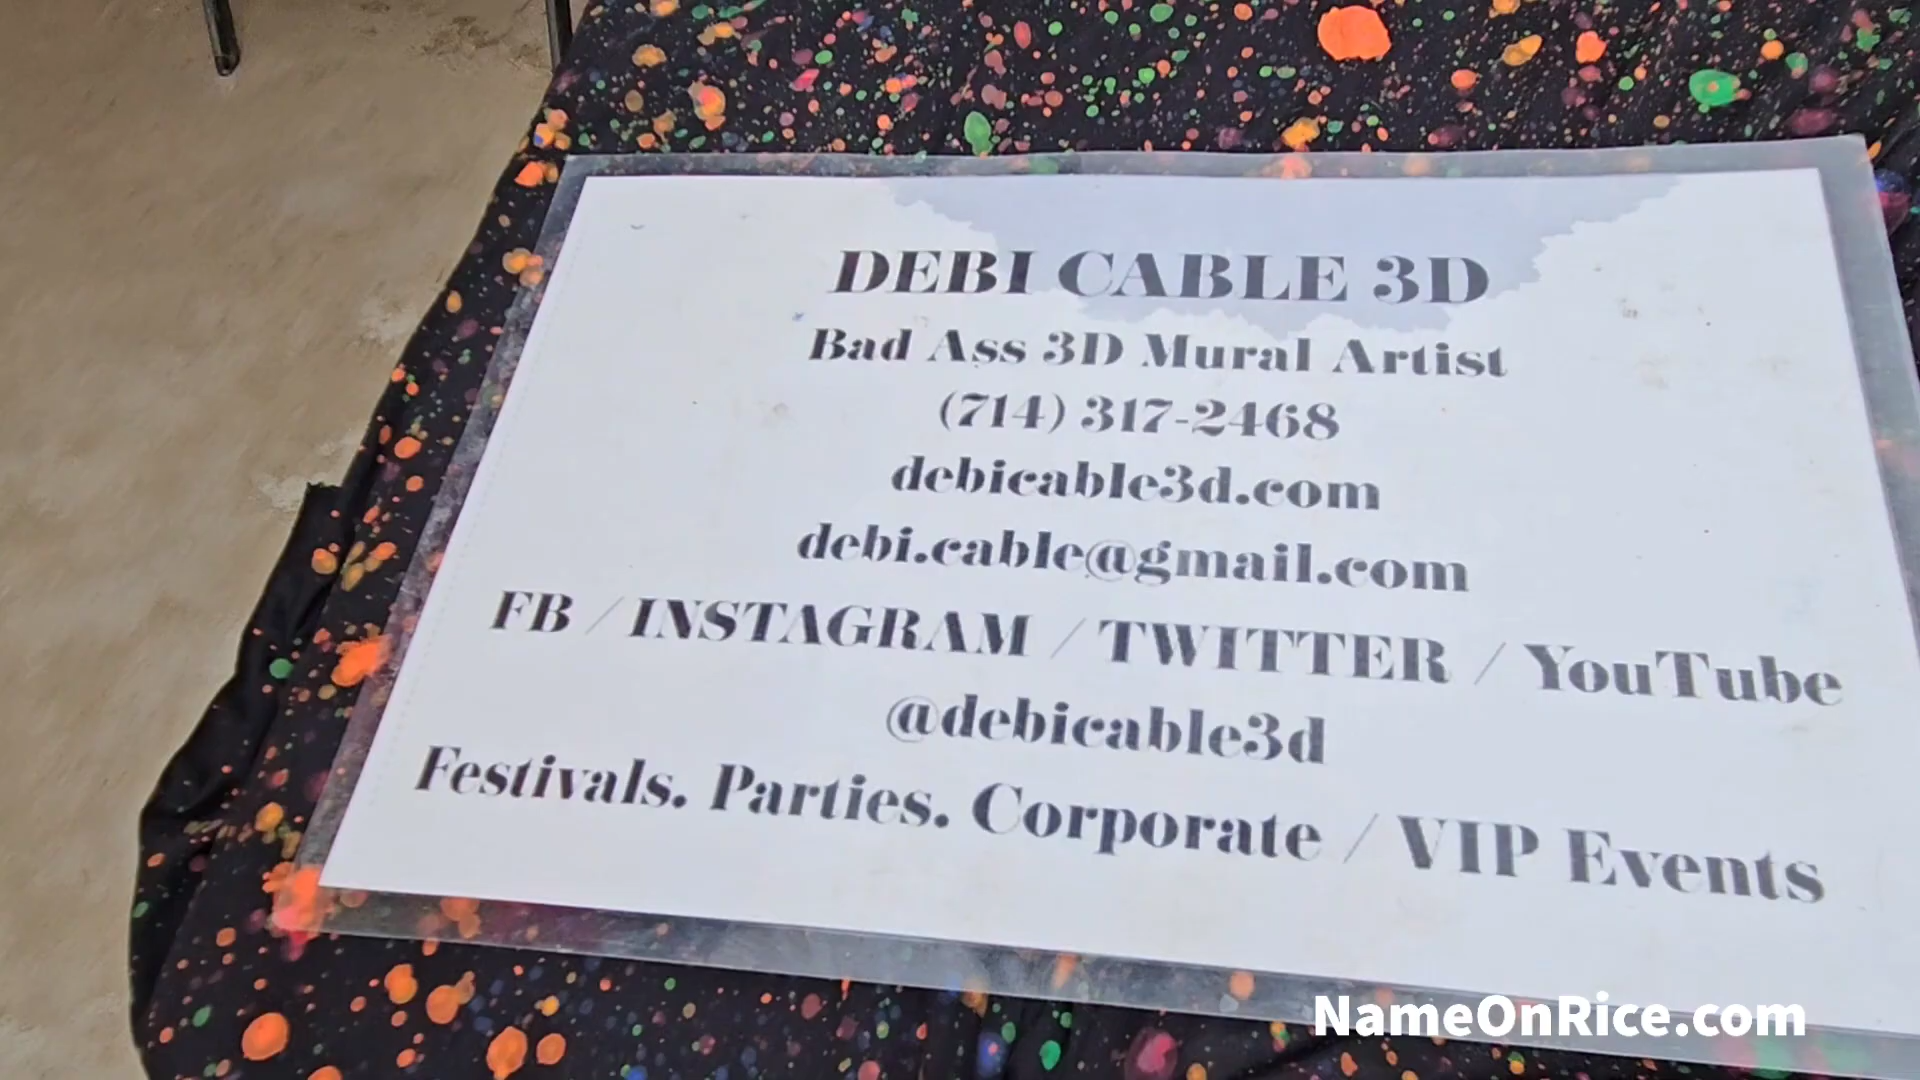 DEBI CABLE 3D
Bad Ass 3D Mural Artist
(714) 317-2468
debicable3d.com
debi.cable@gmail.com
FB / INSTAGRAM / TWITTER / YouTube
@debicable3d
Festivals. Parties. Corporate / VIP Events
NameOnRice.com